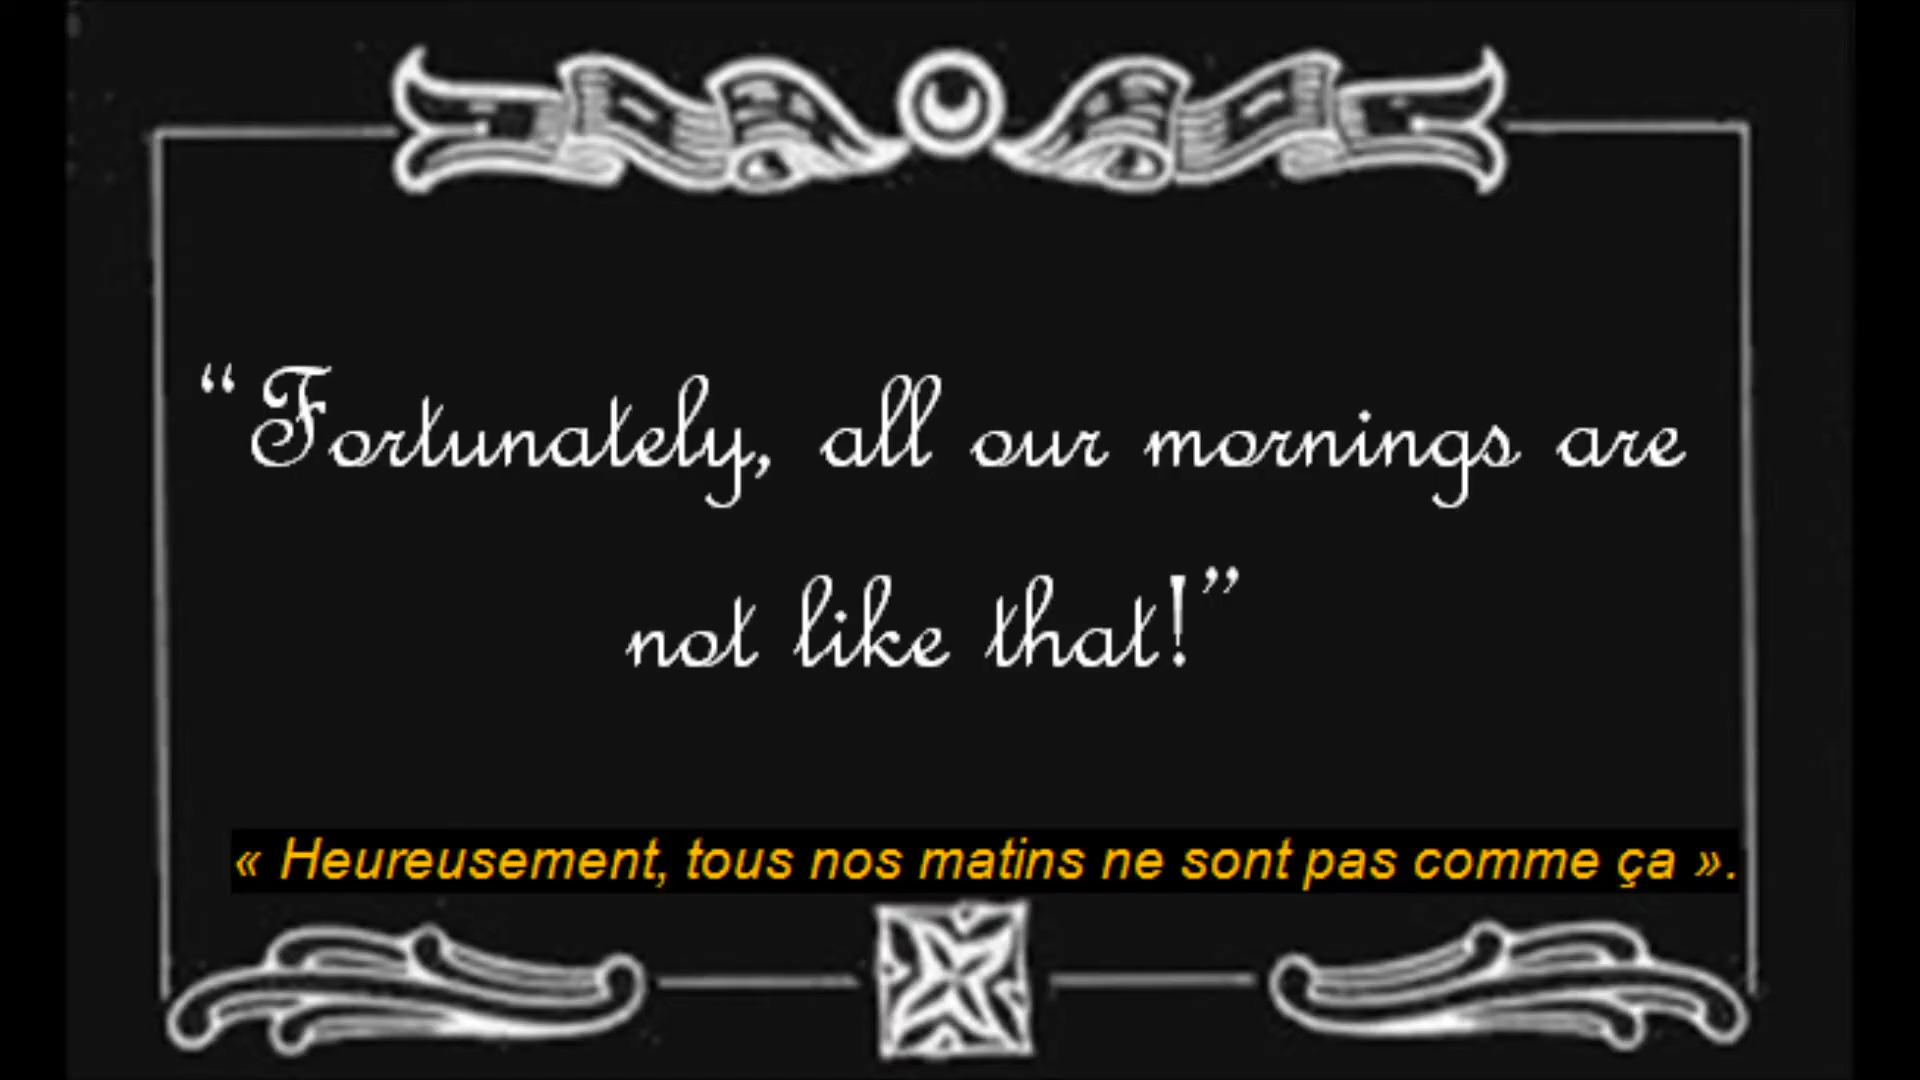 “Fortunately, all our mornings are
not like that!”
« Heureusement, tous nos matins ne sont pas comme ça ».